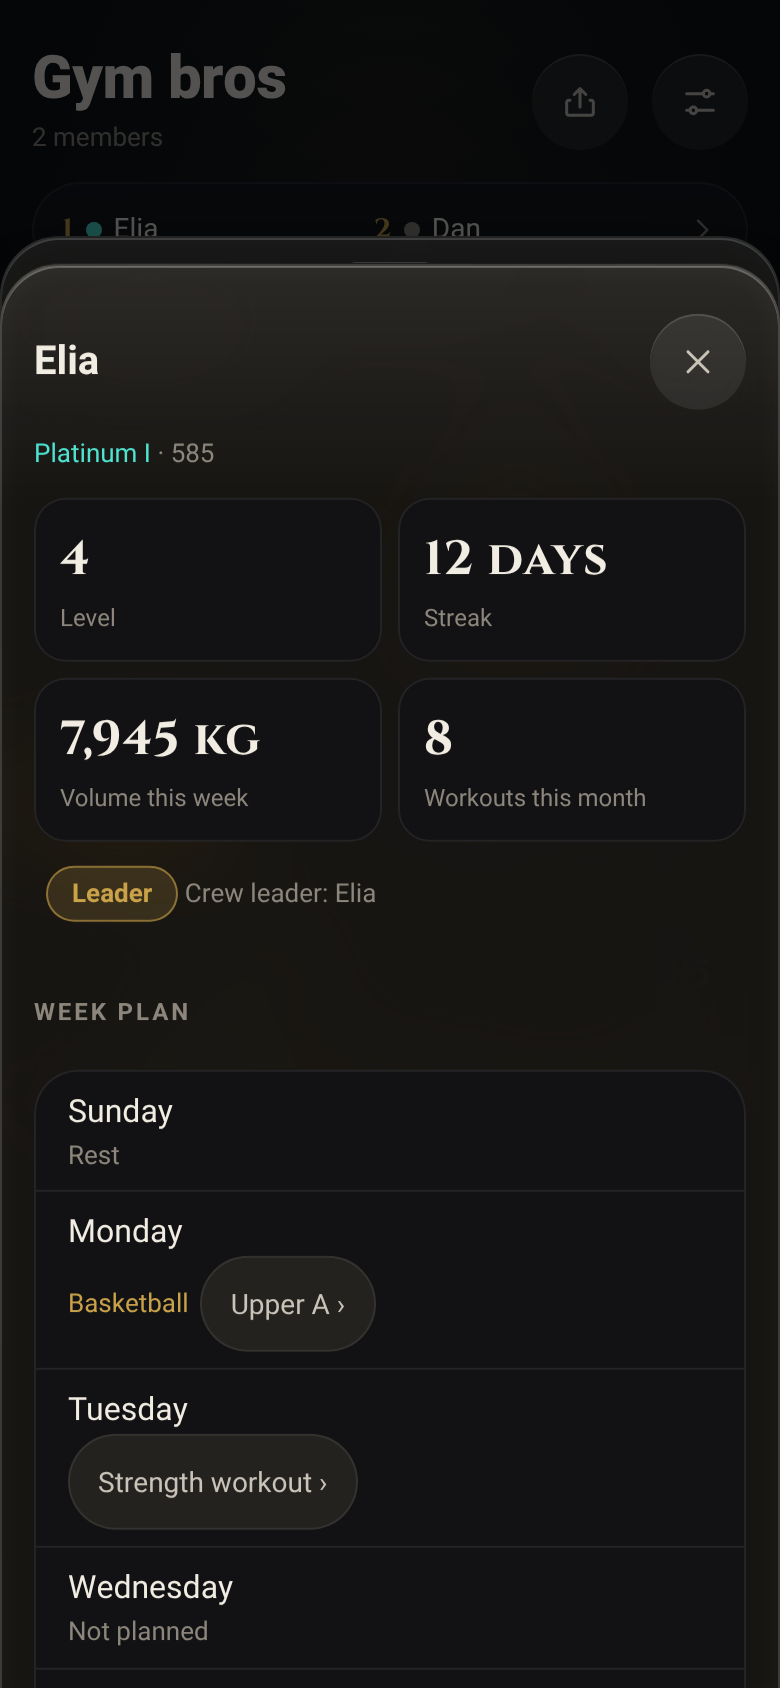 Gym bros
2 members
1 Elia 2 Dan
Elia
Platinum I · 585
4
Level
12 DAYS
Streak
7,945 KG
Volume this week
8
Workouts this month
Leader Crew leader: Elia
WEEK PLAN
Sunday
Rest
Monday
Basketball Upper A ›
Tuesday
Strength workout ›
Wednesday
Not planned